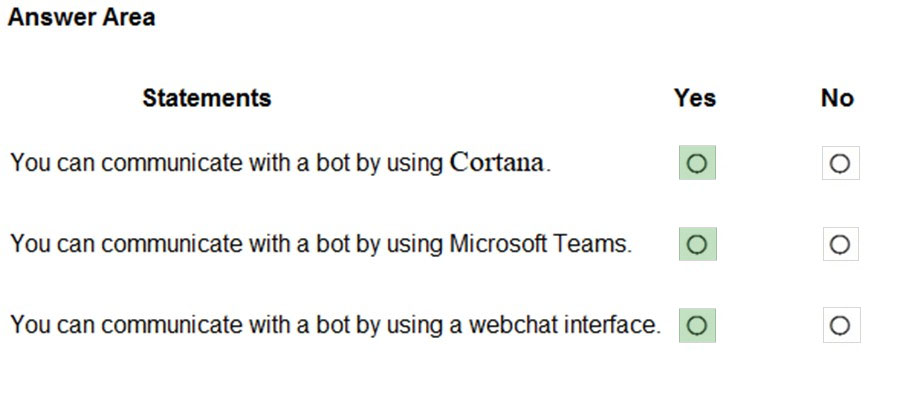 Answer Area
Statements Yes No
You can communicate with a bot by using Cortana.
You can communicate with a bot by using Microsoft Teams.
You can communicate with a bot by using a webchat interface.